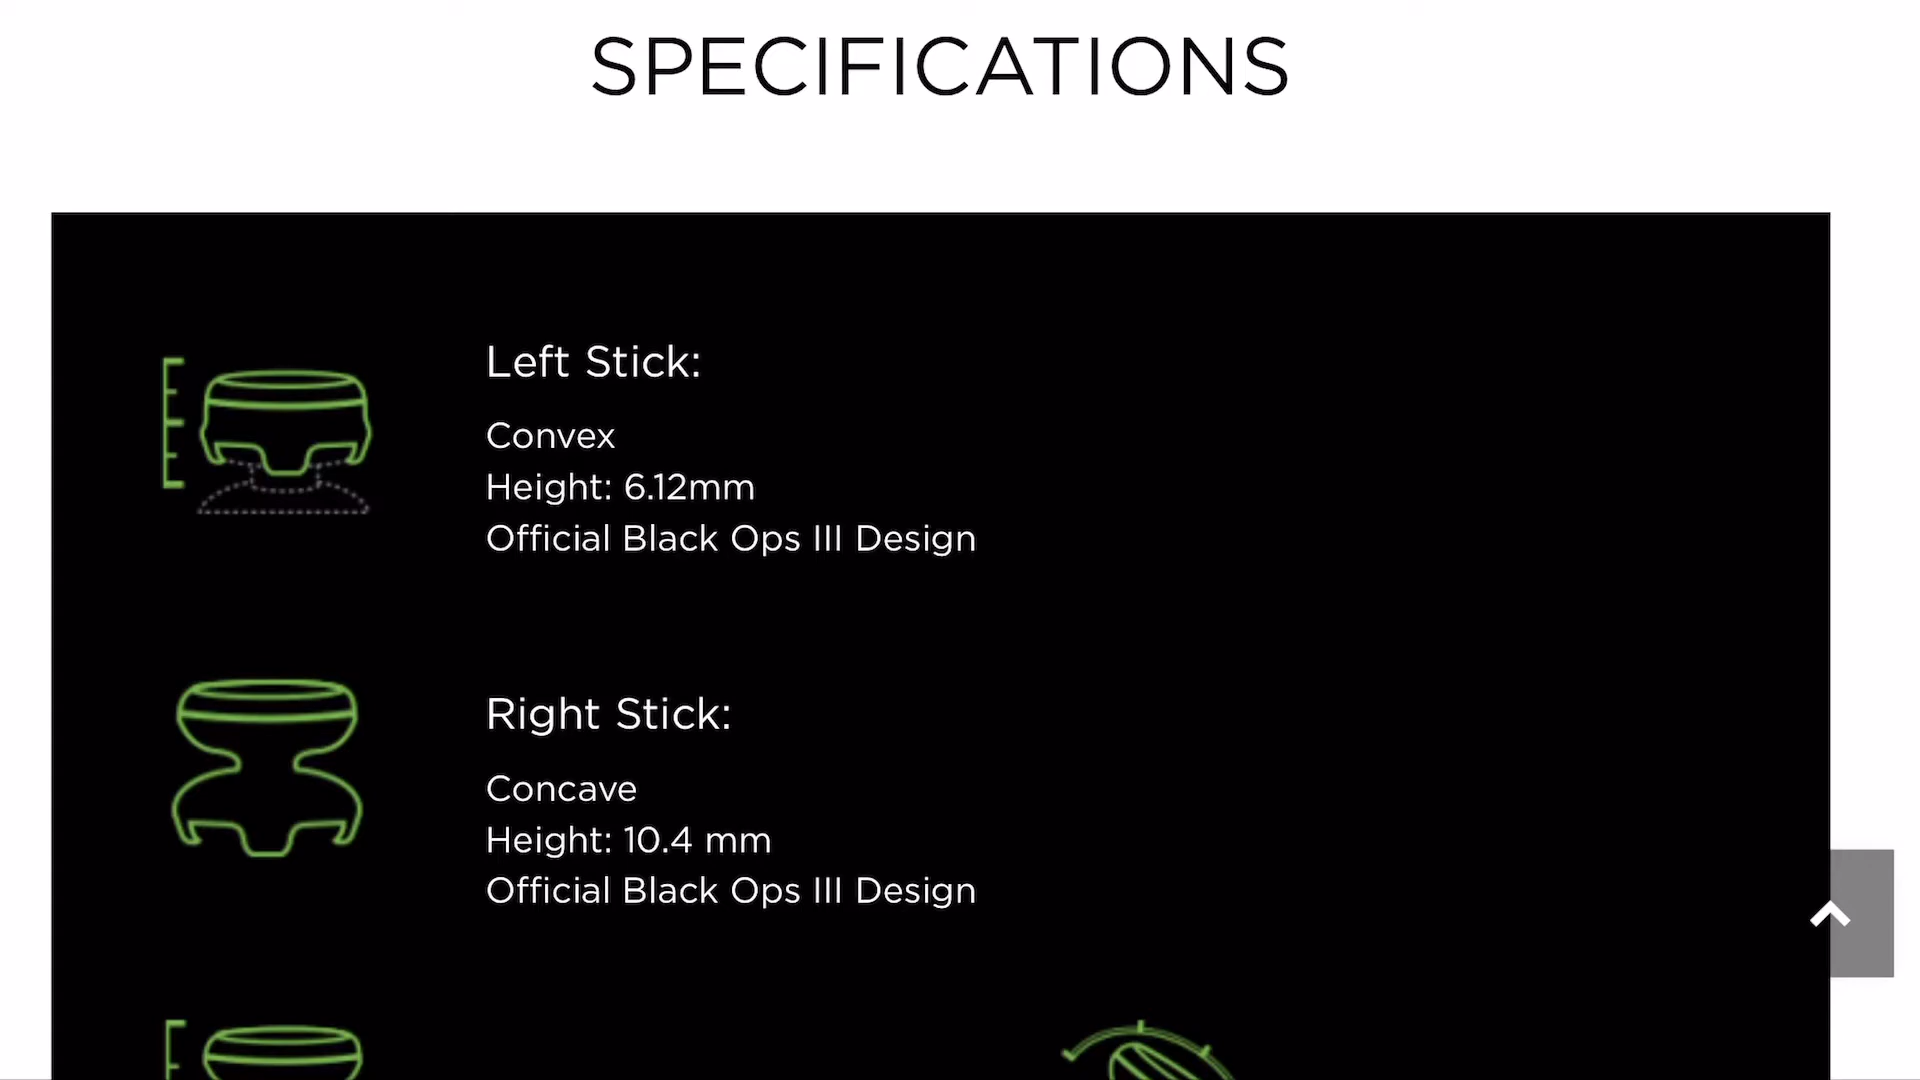 SPECIFICATIONS
Left Stick:
Convex
Height: 6.12mm
Official Black Ops III Design
Right Stick:
Concave
Height: 10.4 mm
Official Black Ops III Design